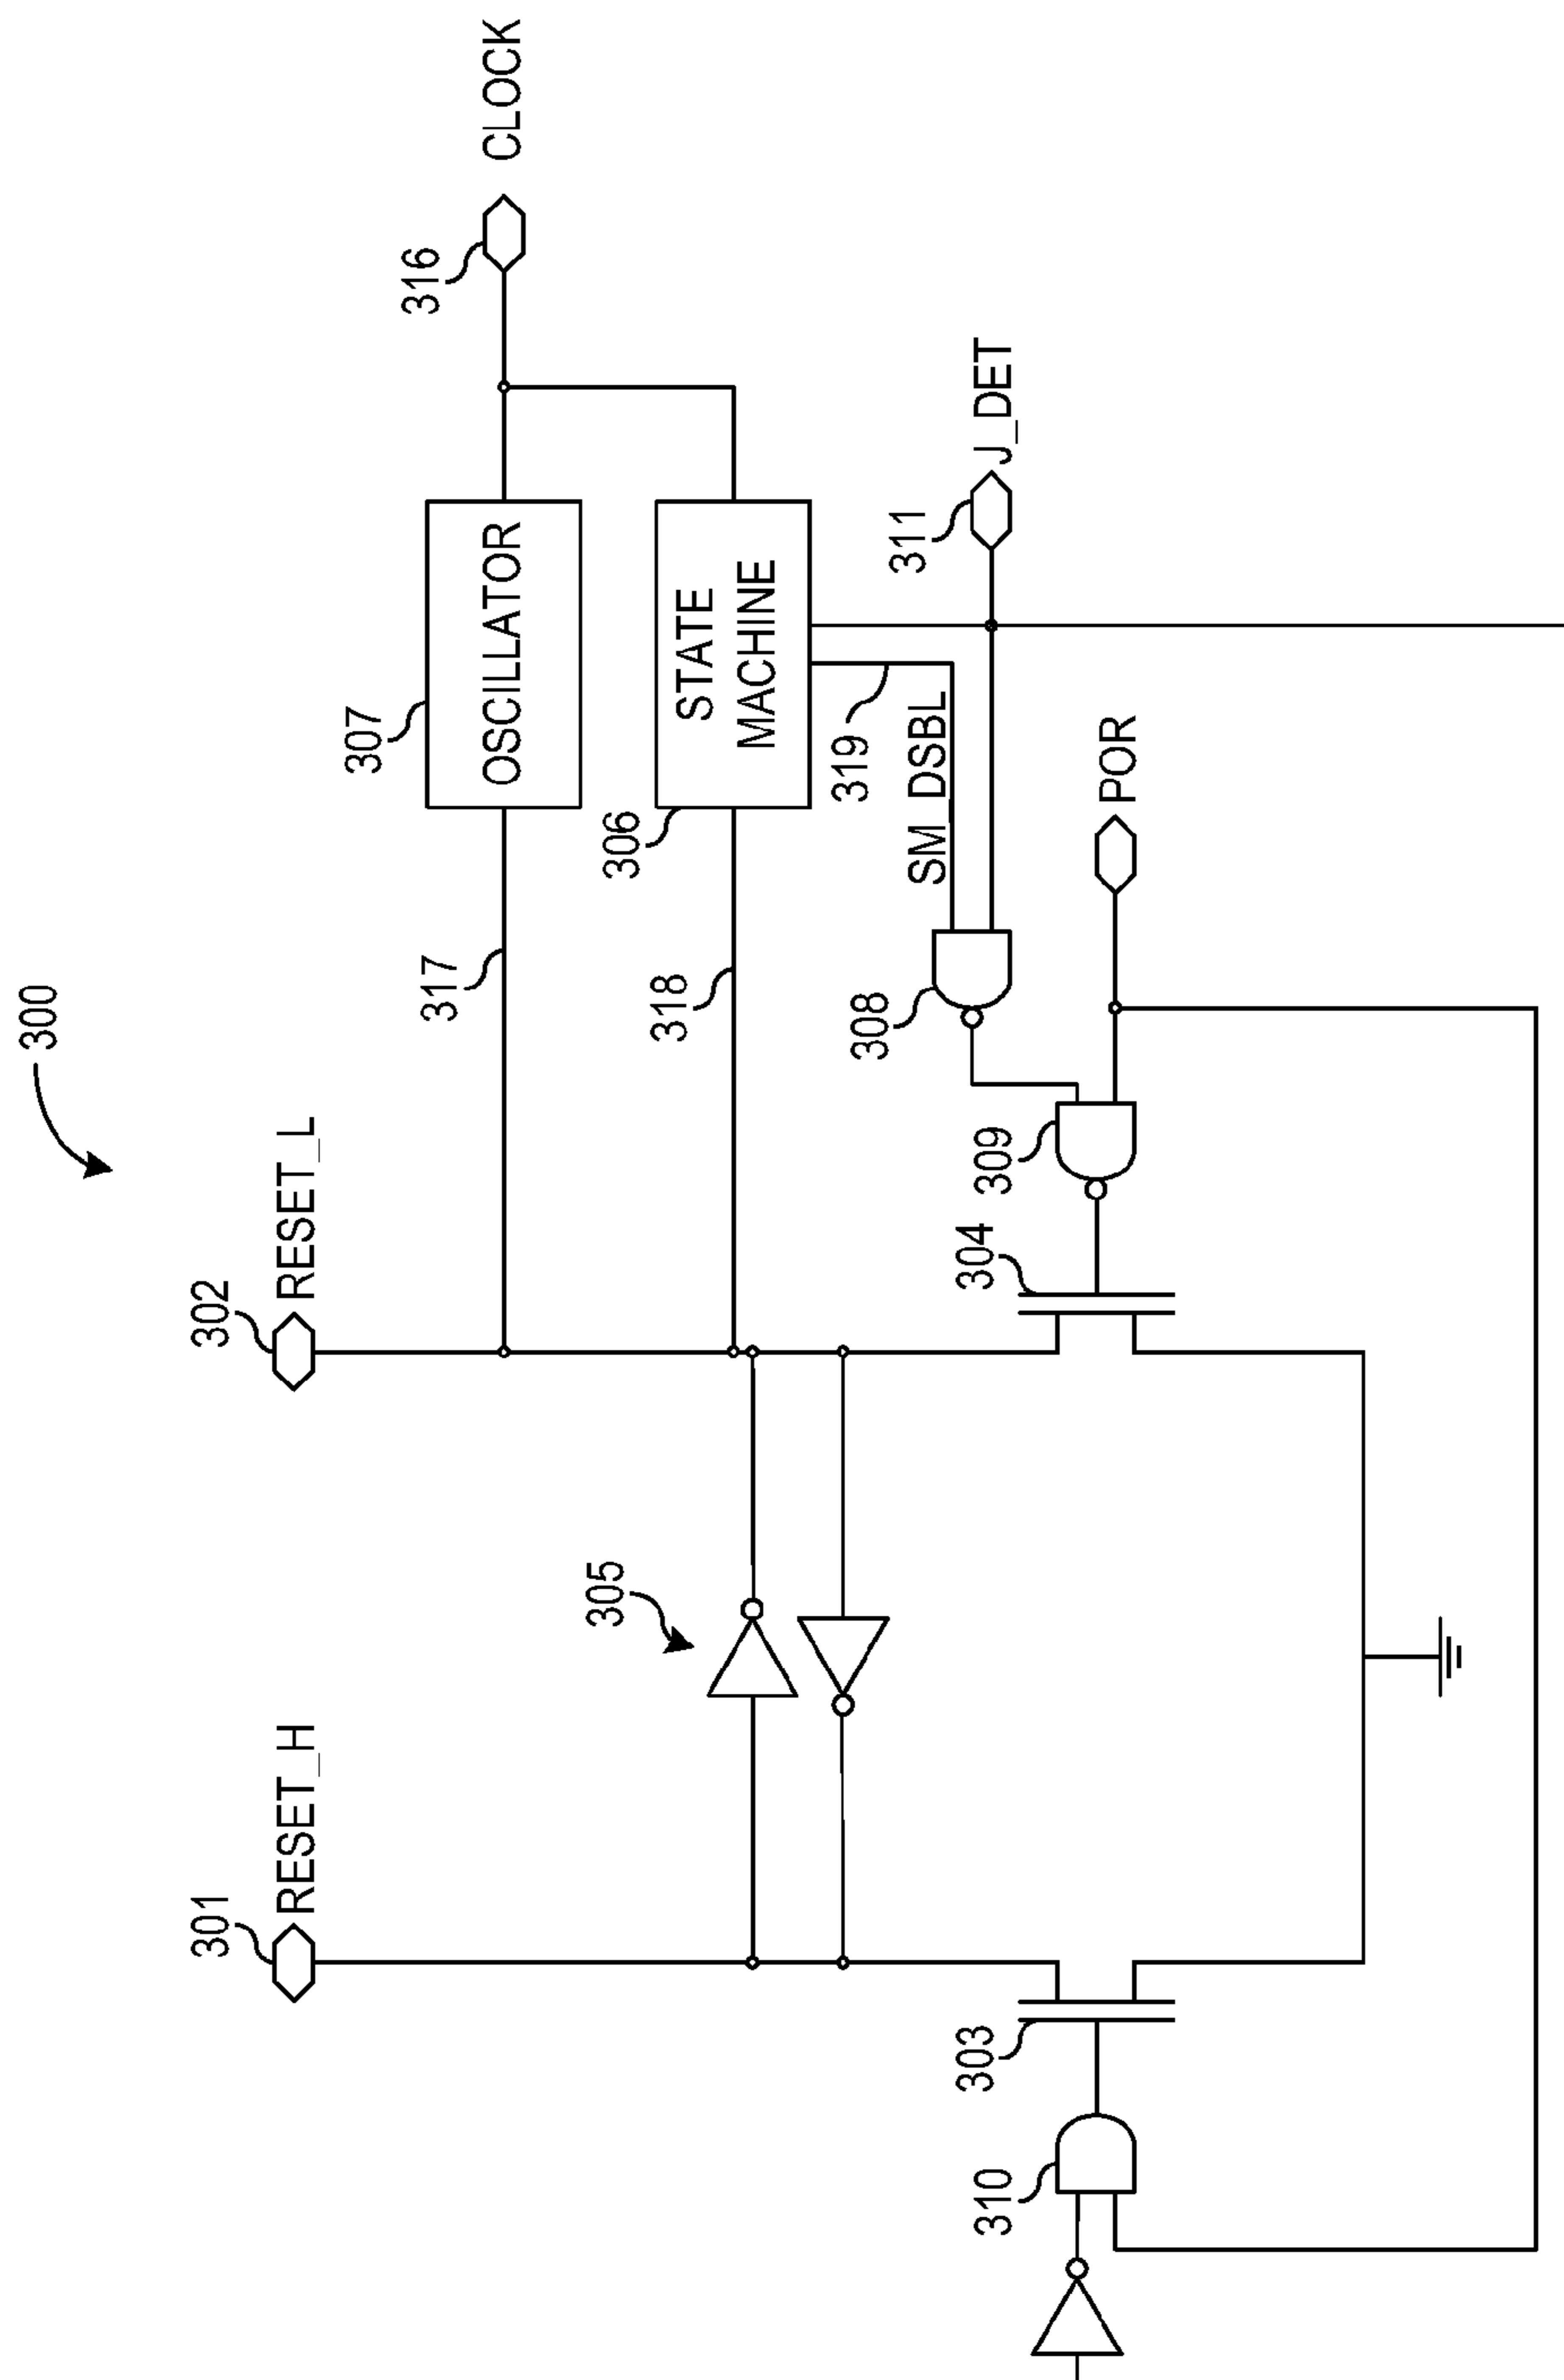 300
302
RESET_L
301
RESET_H
316
CLOCK
307
OSCILLATOR
317
306
STATE
MACHINE
318
305
319
SM_DSBL
311
J_DET
308
POR
309
304
303
310